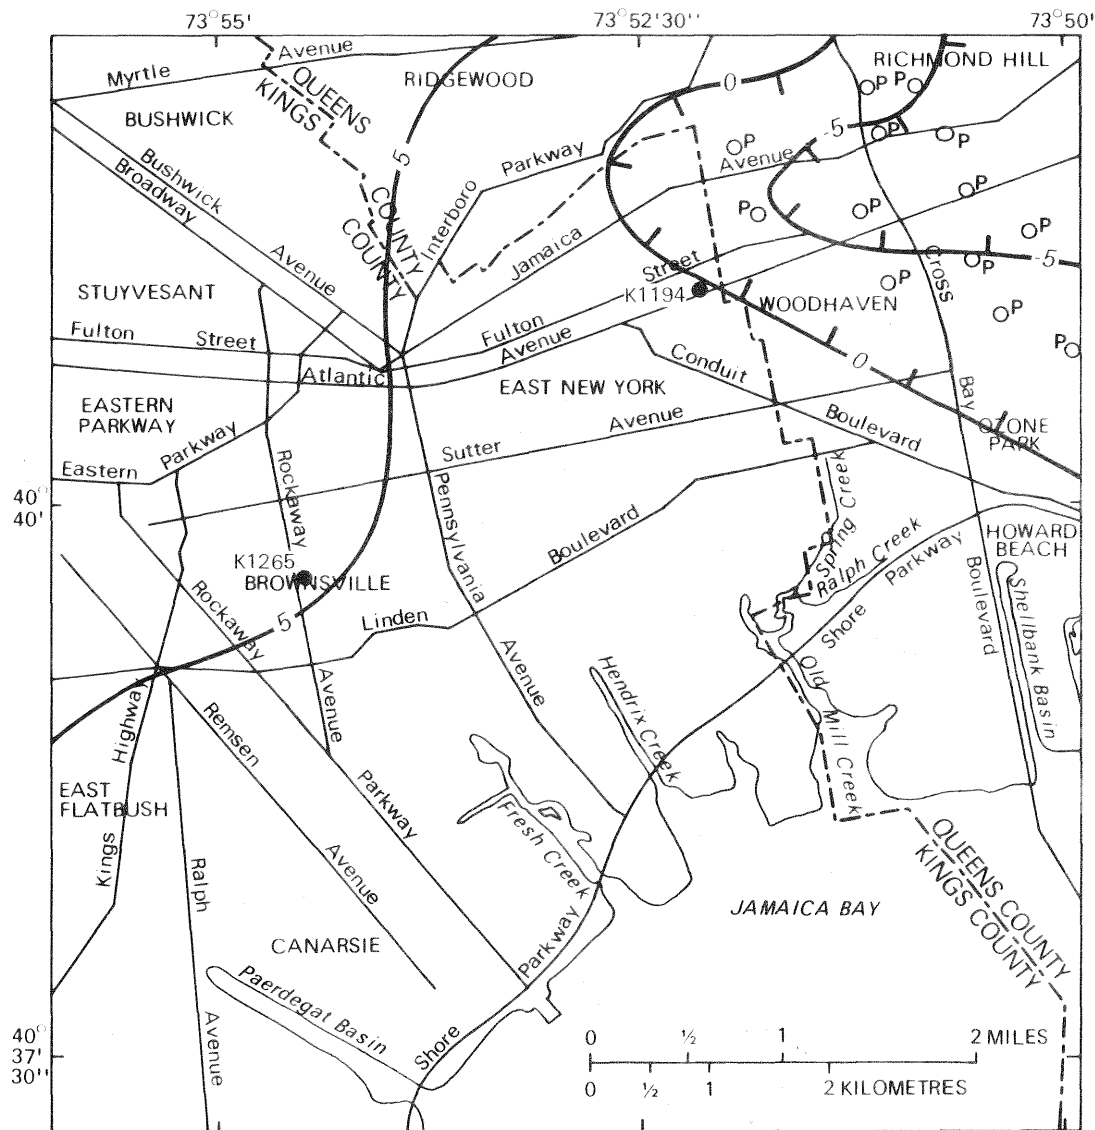 73°55'
73°52'30''
73°50'
Myrtle Avenue
RIDGEWOOD
RICHMOND HILL
QUEENS
KINGS
COUNTY
COUNTY
BUSHWICK
Bushwick
Avenue
Broadway
5
0
-5
-5
0
5
P
P
P
P
P
P
P
P
P
P
P
P
P
P
Interboro
Parkway
Jamaica
Avenue
STUYVESANT
Fulton Street
Fulton Street
Atlantic Avenue
K1194
WOODHAVEN
Cross
Bay
Boulevard
Conduit
Boulevard
EAST NEW YORK
OZONE
PARK
EASTERN
PARKWAY
Eastern Parkway
Sutter Avenue
40°
40'
Rockaway
Avenue
Pennsylvania
Avenue
K1265
BROWNSVILLE
Linden Boulevard
Spring Creek
Ralph Creek
HOWARD
BEACH
Shore Parkway
Shellbank Basin
Rockaway
Parkway
Remsen
Avenue
Kings Highway
Hendrix Creek
Old Mill Creek
EAST
FLATBUSH
Ralph
Avenue
Fresh Creek
QUEENS COUNTY
KINGS COUNTY
JAMAICA BAY
CANARSIE
Paerdegat Basin
Shore Parkway
40°
37'
30''
0 ½ 1 2 MILES
0 ½ 1 2 KILOMETRES